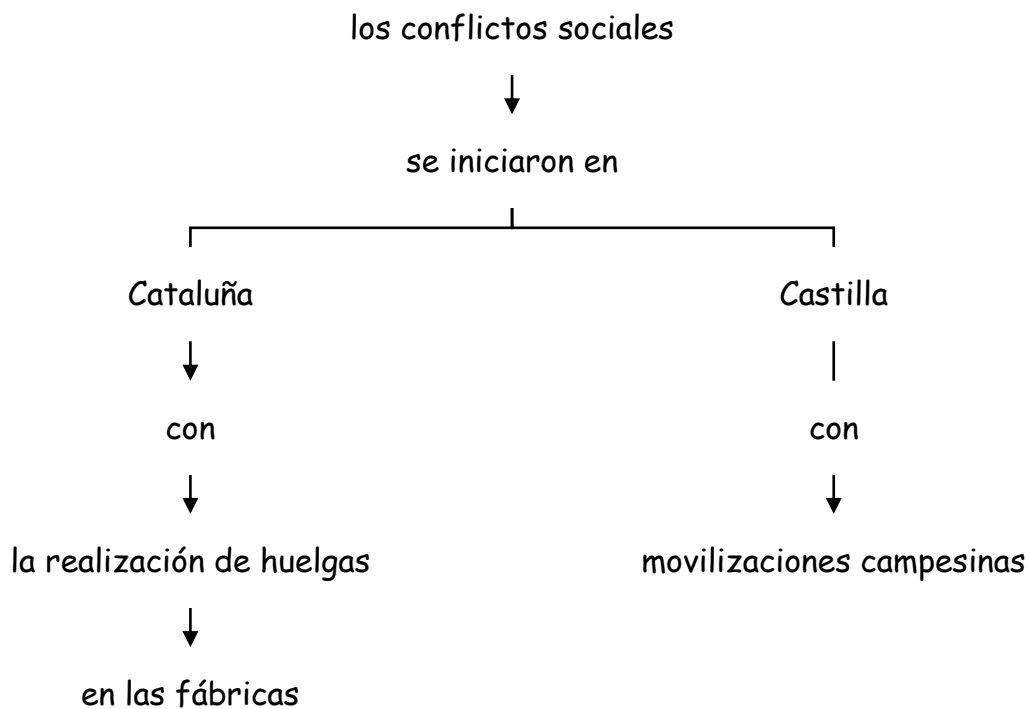 los conflictos sociales
se iniciaron en
Cataluña
Castilla
con
con
la realización de huelgas
movilizaciones campesinas
en las fábricas